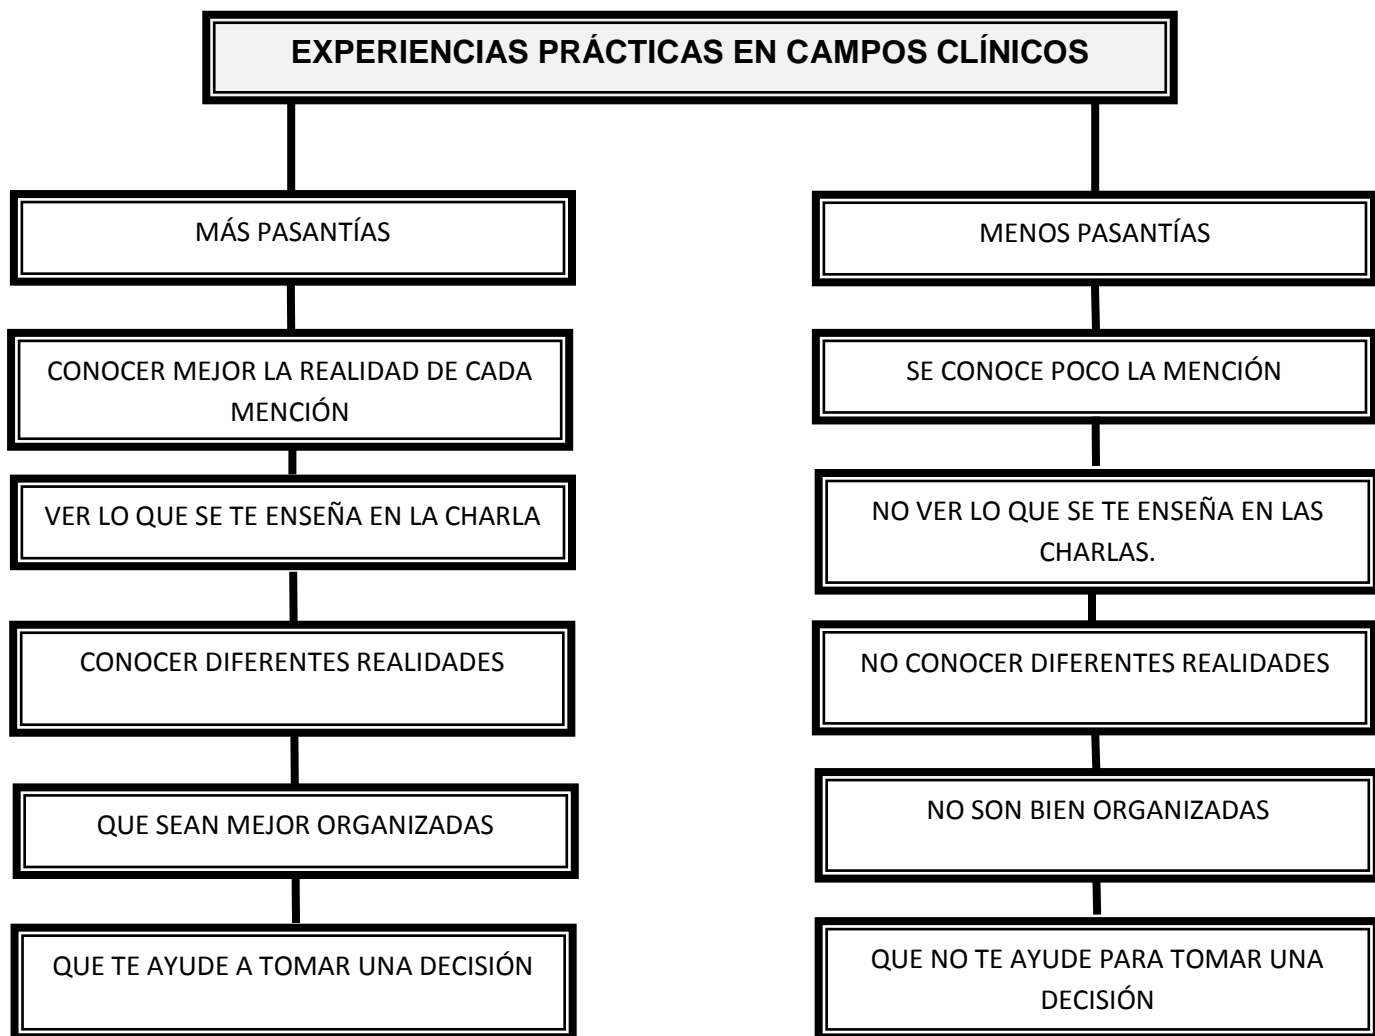 EXPERIENCIAS PRÁCTICAS EN CAMPOS CLÍNICOS
MÁS PASANTÍAS
CONOCER MEJOR LA REALIDAD DE CADA
MENCIÓN
VER LO QUE SE TE ENSEÑA EN LA CHARLA
CONOCER DIFERENTES REALIDADES
QUE SEAN MEJOR ORGANIZADAS
QUE TE AYUDE A TOMAR UNA DECISIÓN
MENOS PASANTÍAS
SE CONOCE POCO LA MENCIÓN
NO VER LO QUE SE TE ENSEÑA EN LAS
CHARLAS.
NO CONOCER DIFERENTES REALIDADES
NO SON BIEN ORGANIZADAS
QUE NO TE AYUDE PARA TOMAR UNA
DECISIÓN